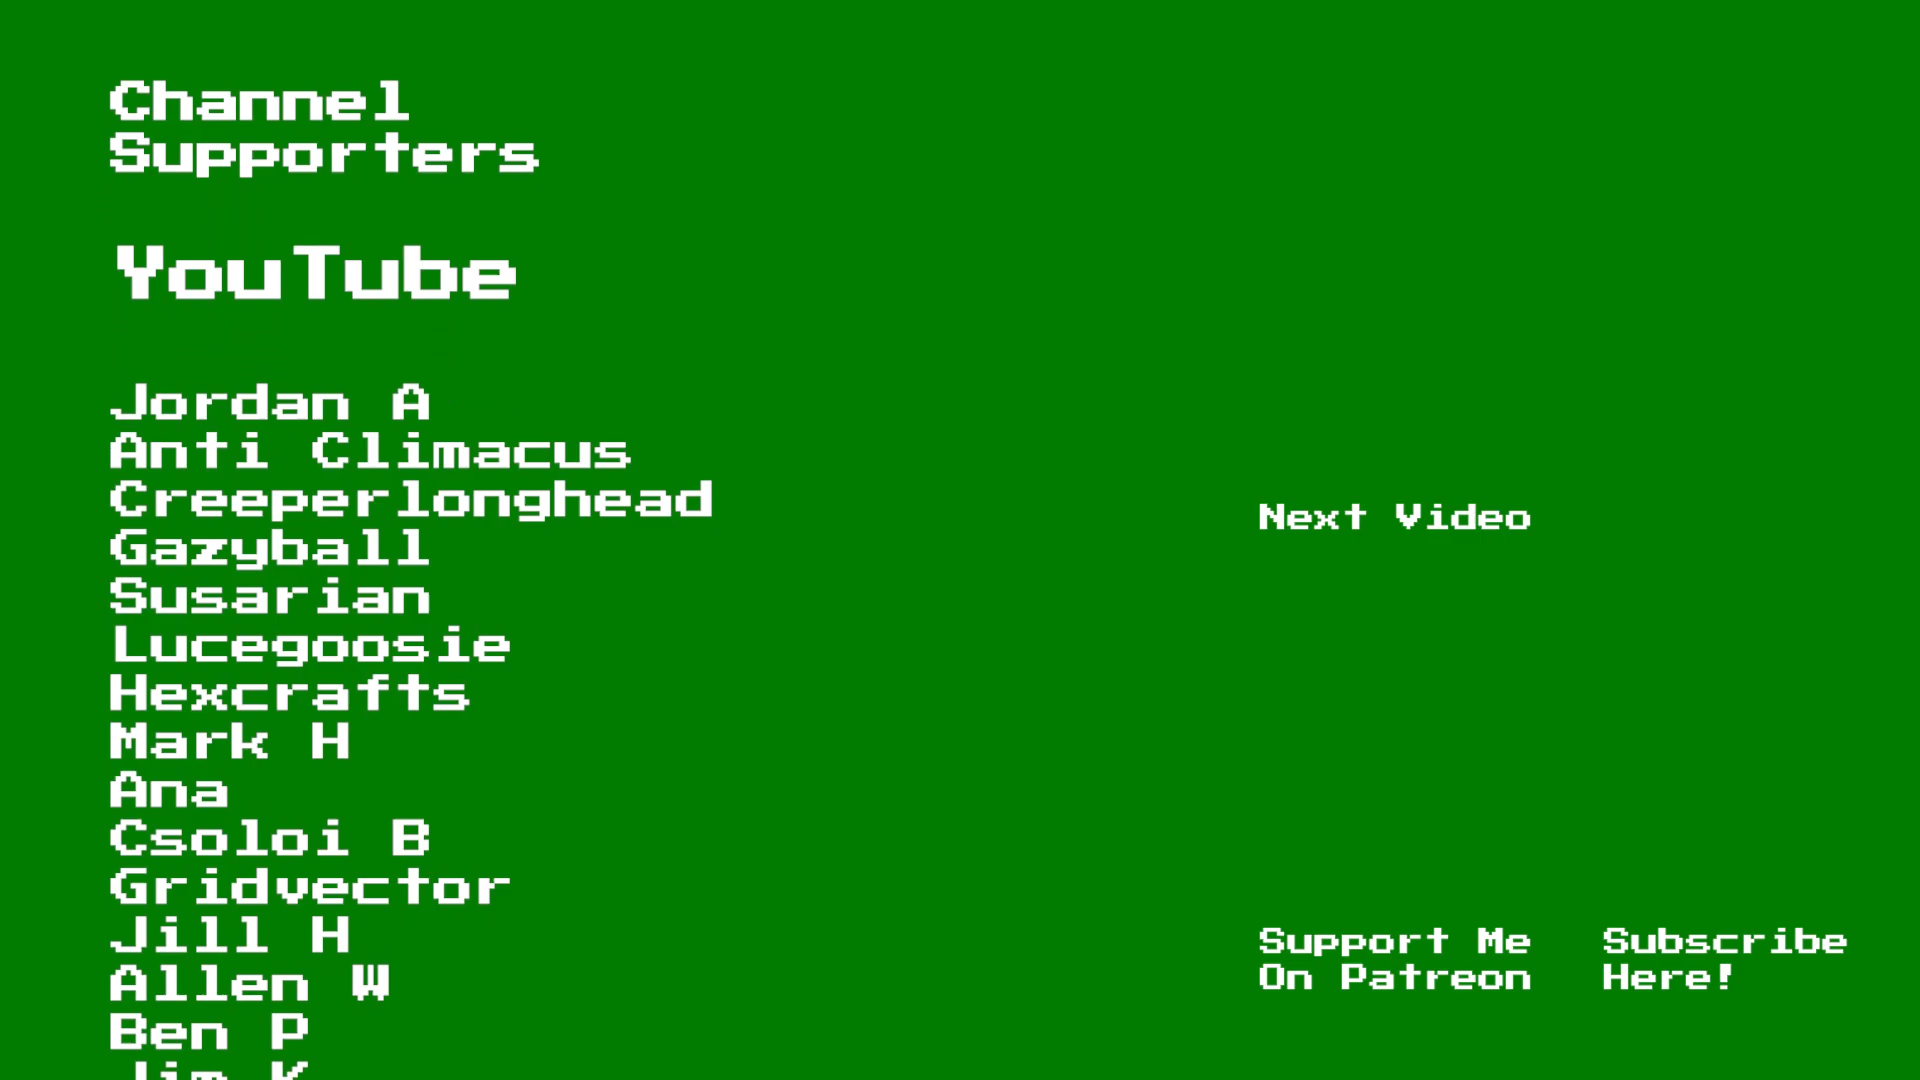 Channel
Supporters
YouTube
Jordan A
Anti Climacus
Creeperlonghead
Gazyball
Susarian
Lucegoosie
Hexcrafts
Mark H
Ana
Csoloi B
Gridvector
Jill H
Allen W
Ben P
Jim K
Next Video
Support Me
On Patreon
Subscribe
Here!